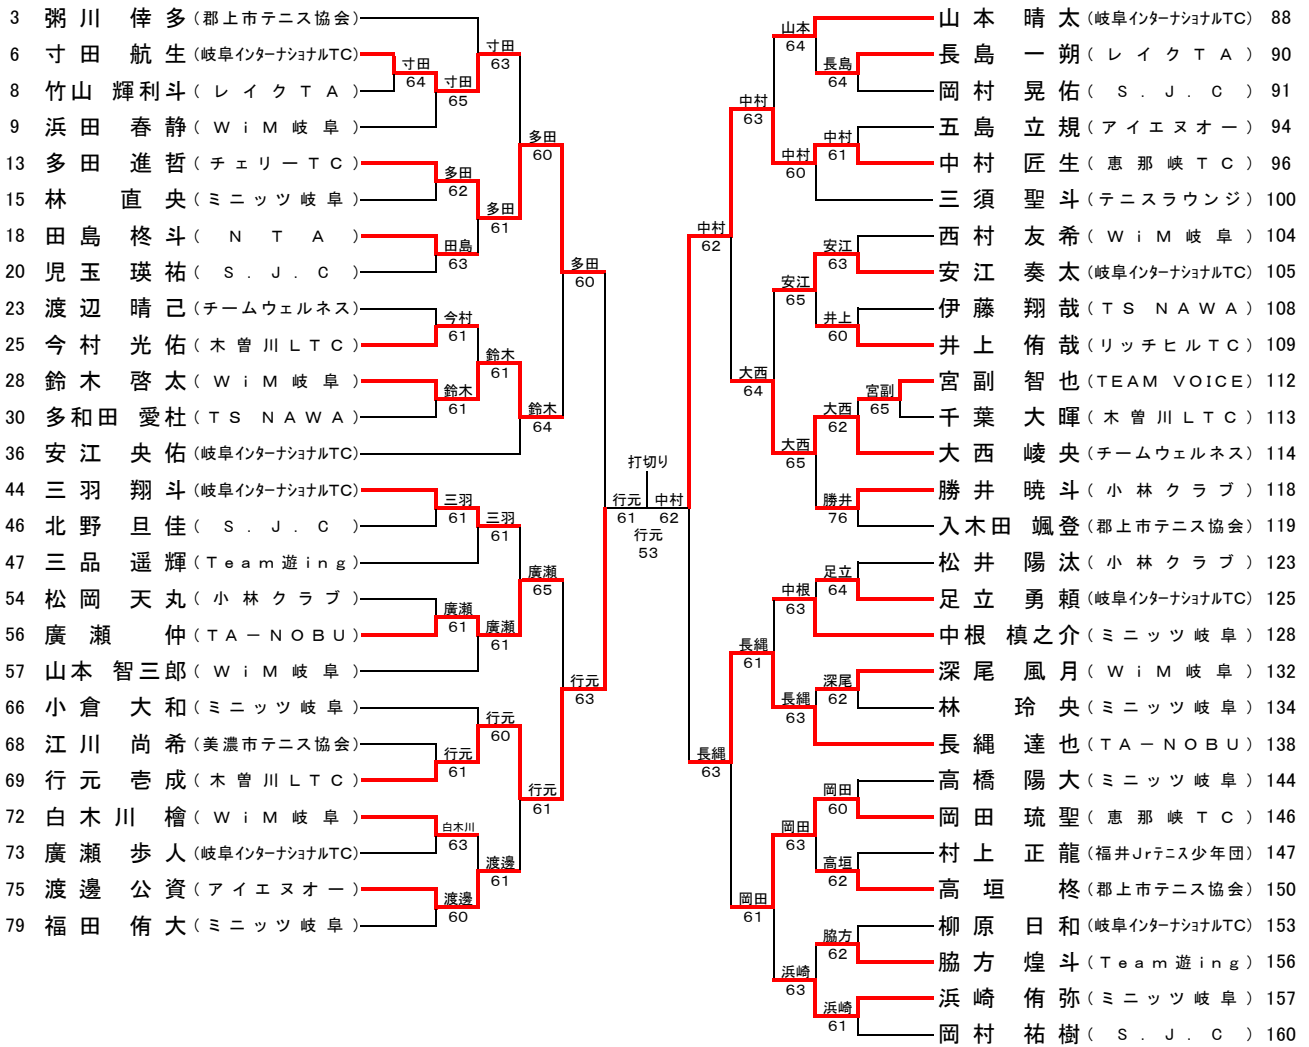 3 粥川 倖多 (郡上市テニス協会)
6 寸田 航生 (岐阜インターナショナルTC)
8 竹山 輝利斗 (レイクTA)
9 浜田 春静 (WiM岐阜)
13 多田 進哲 (チェリーTC)
15 林 直央 (ミニッツ岐阜)
18 田島 柊斗 (NTA)
20 児玉 瑛祐 (S.J.C)
23 渡辺 晴己 (チームウェルネス)
25 今村 光佑 (木曽川LTC)
28 鈴木 啓太 (WiM岐阜)
30 多和田 愛杜 (TS NAWA)
36 安江 央佑 (岐阜インターナショナルTC)
44 三羽 翔斗 (岐阜インターナショナルTC)
46 北野 旦佳 (S.J.C)
47 三品 遥輝 (Team遊ing)
54 松岡 天丸 (小林クラブ)
56 廣瀬 仲 (TA-NOBU)
57 山本 智三郎 (WiM岐阜)
66 小倉 大和 (ミニッツ岐阜)
68 江川 尚希 (美濃市テニス協会)
69 行元 壱成 (木曽川LTC)
72 白木川 檜 (WiM岐阜)
73 廣瀬 歩人 (岐阜インターナショナルTC)
75 渡邊 公資 (アイエヌオー)
79 福田 侑大 (ミニッツ岐阜)
寸田
64
寸田
65
寸田
63
多田
62
田島
63
多田
61
多田
60
今村
61
鈴木
61
鈴木
61
鈴木
64
多田
60
三羽
61
三羽
61
廣瀬
61
廣瀬
61
廣瀬
65
行元
61
行元
60
白木川
63
渡邊
60
渡邊
61
行元
61
行元
63
行元
61
打切り
行元
53
中村
62
山本
64
長島
64
中村
63
中村
61
中村
60
中村
62
安江
63
安江
65
井上
60
大西
64
宮副
65
大西
62
大西
65
勝井
76
足立
64
中根
63
長縄
61
深尾
62
長縄
63
長縄
63
岡田
60
岡田
63
高垣
62
岡田
61
脇方
62
浜崎
63
浜崎
61
山本 晴太 (岐阜インターナショナルTC) 88
長島 一朔 (レイクTA) 90
岡村 晃佑 (S.J.C) 91
五島 立規 (アイエヌオー) 94
中村 匠生 (恵那峡TC) 96
三須 聖斗 (テニスラウンジ) 100
西村 友希 (WiM岐阜) 104
安江 奏太 (岐阜インターナショナルTC) 105
伊藤 翔哉 (TS NAWA) 108
井上 侑哉 (リッチヒルTC) 109
宮副 智也 (TEAM VOICE) 112
千葉 大暉 (木曽川LTC) 113
大西 崚央 (チームウェルネス) 114
勝井 暁斗 (小林クラブ) 118
入木田 颯登 (郡上市テニス協会) 119
松井 陽汰 (小林クラブ) 123
足立 勇頼 (岐阜インターナショナルTC) 125
中根 槙之介 (ミニッツ岐阜) 128
深尾 風月 (WiM岐阜) 132
林 玲央 (ミニッツ岐阜) 134
長縄 達也 (TA-NOBU) 138
高橋 陽大 (ミニッツ岐阜) 144
岡田 琉聖 (恵那峡TC) 146
村上 正龍 (福井Jrテニス少年団) 147
高垣 柊 (郡上市テニス協会) 150
柳原 日和 (岐阜インターナショナルTC) 153
脇方 煌斗 (Team遊ing) 156
浜崎 侑弥 (ミニッツ岐阜) 157
岡村 祐樹 (S.J.C) 160